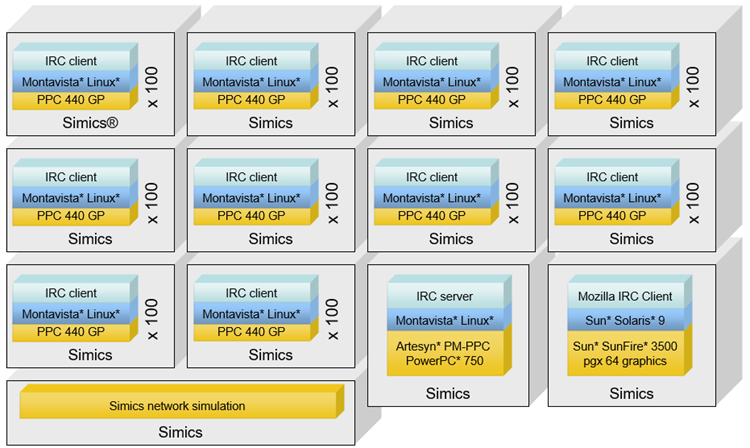 IRC client
Montavista* Linux*
PPC 440 GP
x 100
Simics®
IRC client
Montavista* Linux*
PPC 440 GP
x 100
Simics
IRC client
Montavista* Linux*
PPC 440 GP
x 100
Simics
IRC client
Montavista* Linux*
PPC 440 GP
x 100
Simics
IRC client
Montavista* Linux*
PPC 440 GP
x 100
Simics
IRC client
Montavista* Linux*
PPC 440 GP
x 100
Simics
IRC client
Montavista* Linux*
PPC 440 GP
x 100
Simics
IRC client
Montavista* Linux*
PPC 440 GP
x 100
Simics
IRC client
Montavista* Linux*
PPC 440 GP
x 100
Simics
IRC client
Montavista* Linux*
PPC 440 GP
x 100
Simics
IRC server
Montavista* Linux*
Artesyn* PM-PPC
PowerPC* 750
Simics
Mozilla IRC Client
Sun* Solaris* 9
Sun* SunFire* 3500
pgx 64 graphics
Simics
Simics network simulation
Simics